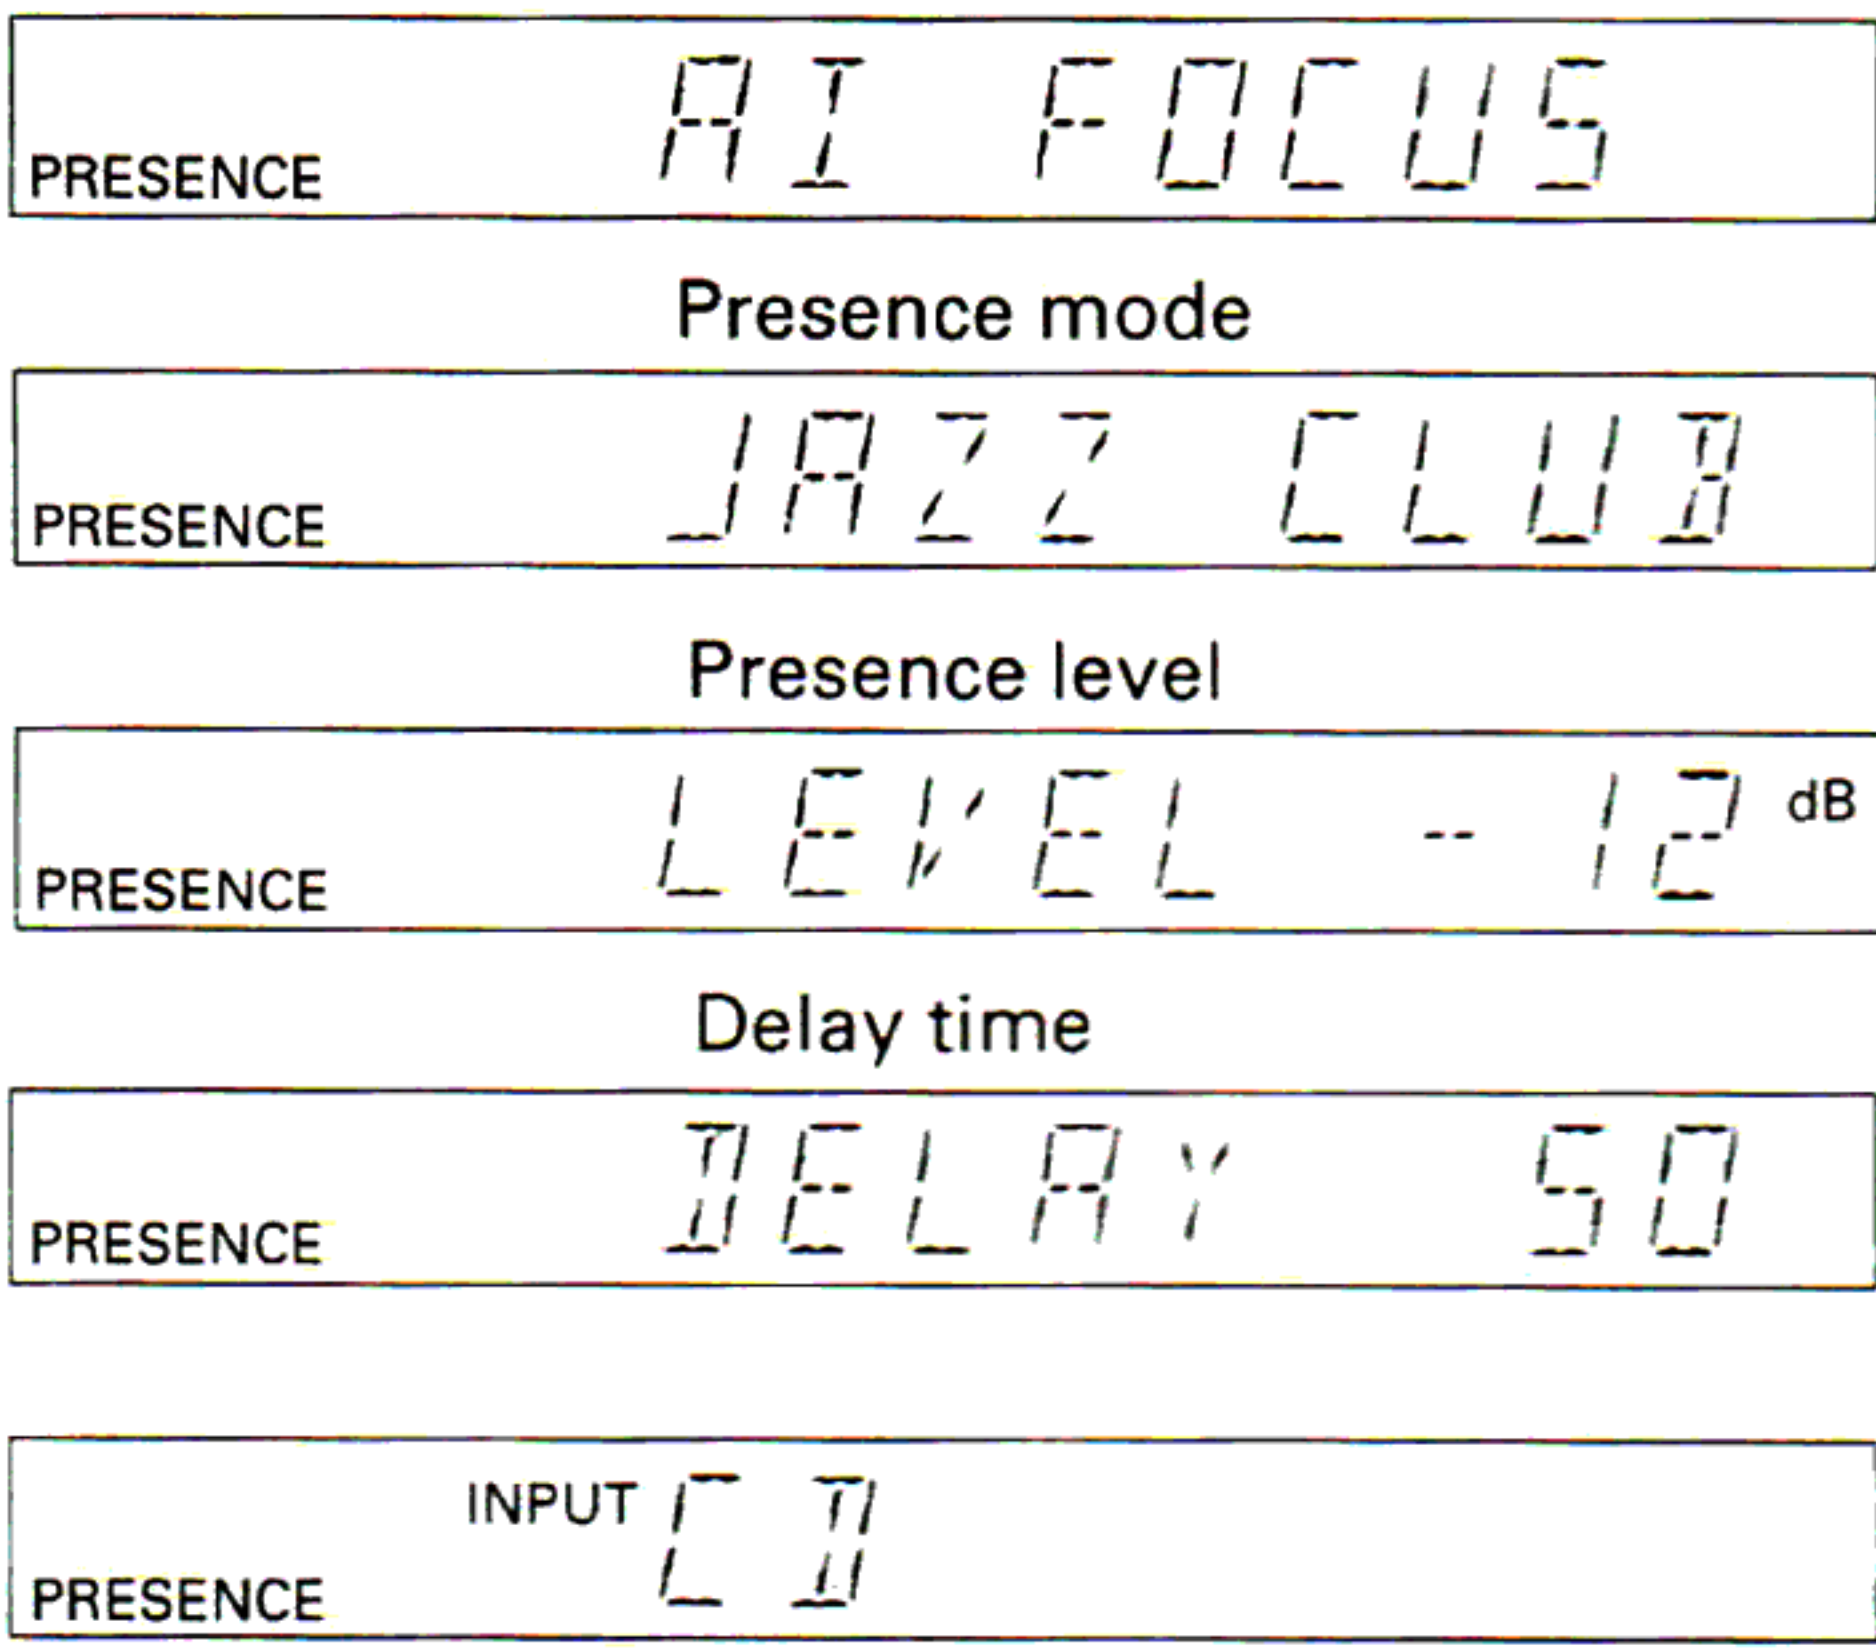 AI FOCUS
PRESENCE
Presence mode
JAZZ CLUB
PRESENCE
Presence level
LEVEL -12 dB
PRESENCE
Delay time
DELAY 50
PRESENCE
INPUT CD
PRESENCE